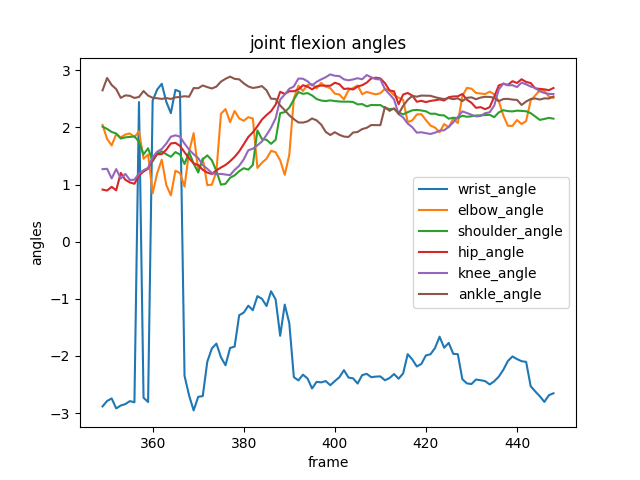 joint flexion angles
3
2
1
0
−1
−2
−3
angles
wrist_angle
elbow_angle
shoulder_angle
hip_angle
knee_angle
ankle_angle
360
380
400
420
440
frame